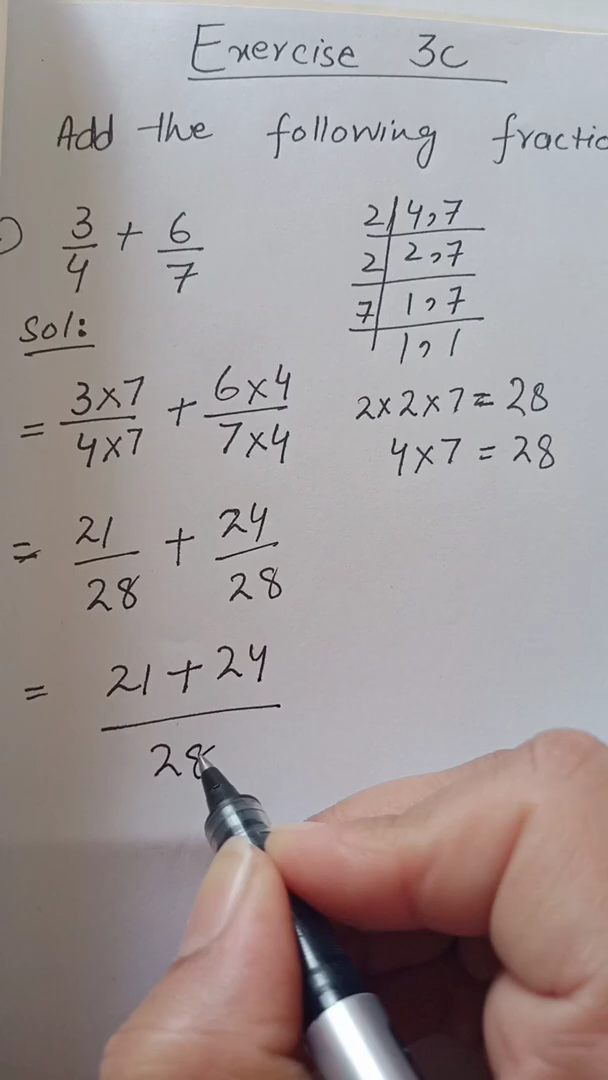 Exercise 3c
Add the following
3/4 + 6/7
Sol:
= 3×7/4×7 + 6×4/7×4
= 21/28 + 24/28
= 21+24/28
2 | 4,7
2 | 2,7
7 | 1,7
1,1
2×2×7=28
4×7=28